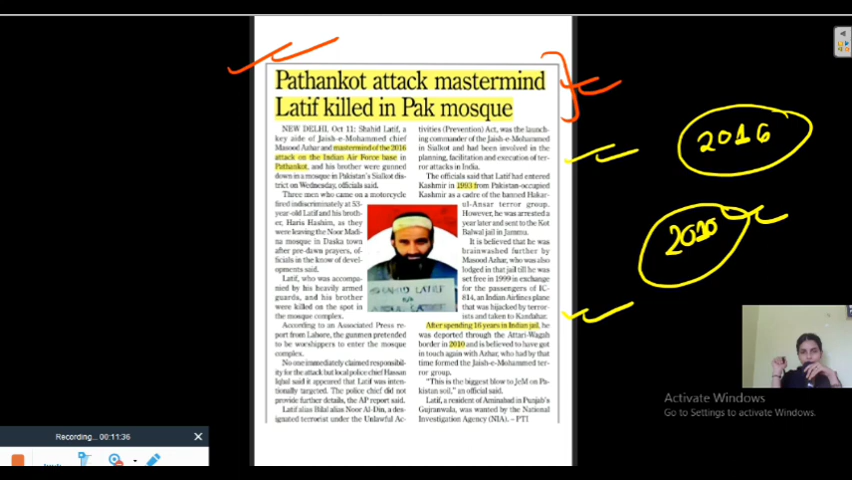 Pathankot attack mastermind
Latif killed in Pak mosque
NEW DELHI, Oct 11: Shahid Latif, a
key aide of Jaish-e-Mohammed chief
Masood Azhar and mastermind of the 2016
attack on the Indian Air Force base in
Pathankot, and his brother were gunned
down in a mosque in Pakistan's Sialkot dis-
trict on Wednesday, officials said.
Three men who came on a motorcycle
fired indiscriminately at 53-
year-old Latif and his broth-
er, Haris Hashim, as they
were leaving the Noor Madi-
na mosque in Daska town
after pre-dawn prayers, of-
ficials in the know of devel-
opments said.
Latif, who was accompa-
nied by his heavily armed
guards, and his brother
were killed on the spot in
the mosque complex.
According to an Associated Press re-
port from Lahore, the gunmen pretended
to be worshippers to enter the mosque
complex.
No one immediately claimed responsibil-
ity for the attack but local police chief Hassan
Iqbal said it appeared that Latif was inten-
tionally targeted. The police chief did not
provide further details, the AP report said.
Latif alias Bilal alias Noor Al-Din, a des-
ignated terrorist under the Unlawful Ac-
tivities (Prevention) Act, was the launch-
ing commander of the Jaish-e-Mohammed
in Sialkot and had been involved in the
planning, facilitation and execution of ter-
ror attacks in India.
The officials said that Latif had entered
Kashmir in 1993 from Pakistan-occupied
Kashmir as a cadre of the banned Hakar-
ul-Ansar terror group.
However, he was arrested a
year later and sent to the Kot
Balwal jail in Jammu.
It is believed that he was
brainwashed further by
Masood Azhar, who was also
lodged in that jail till he was
set free in 1999 in exchange
for the passengers of IC-
814, an Indian Airlines plane
that was hijacked by terror-
ists and taken to Kandahar.
After spending 16 years in Indian jail, he
was deported through the Attari-Wagah
border in 2010 and is believed to have got
in touch again with Azhar, who had by that
time formed the Jaish-e-Mohammed ter-
ror group.
"This is the biggest blow to JeM on Pa-
kistan soil," an official said.
Latif, a resident of Aminabad in Punjab's
Gujranwala, was wanted by the National
Investigation Agency (NIA). – PTI
SHAHID LATIF
2016
2010
Activate Windows
Go to Settings to activate Windows.
Recording... 00:11:36